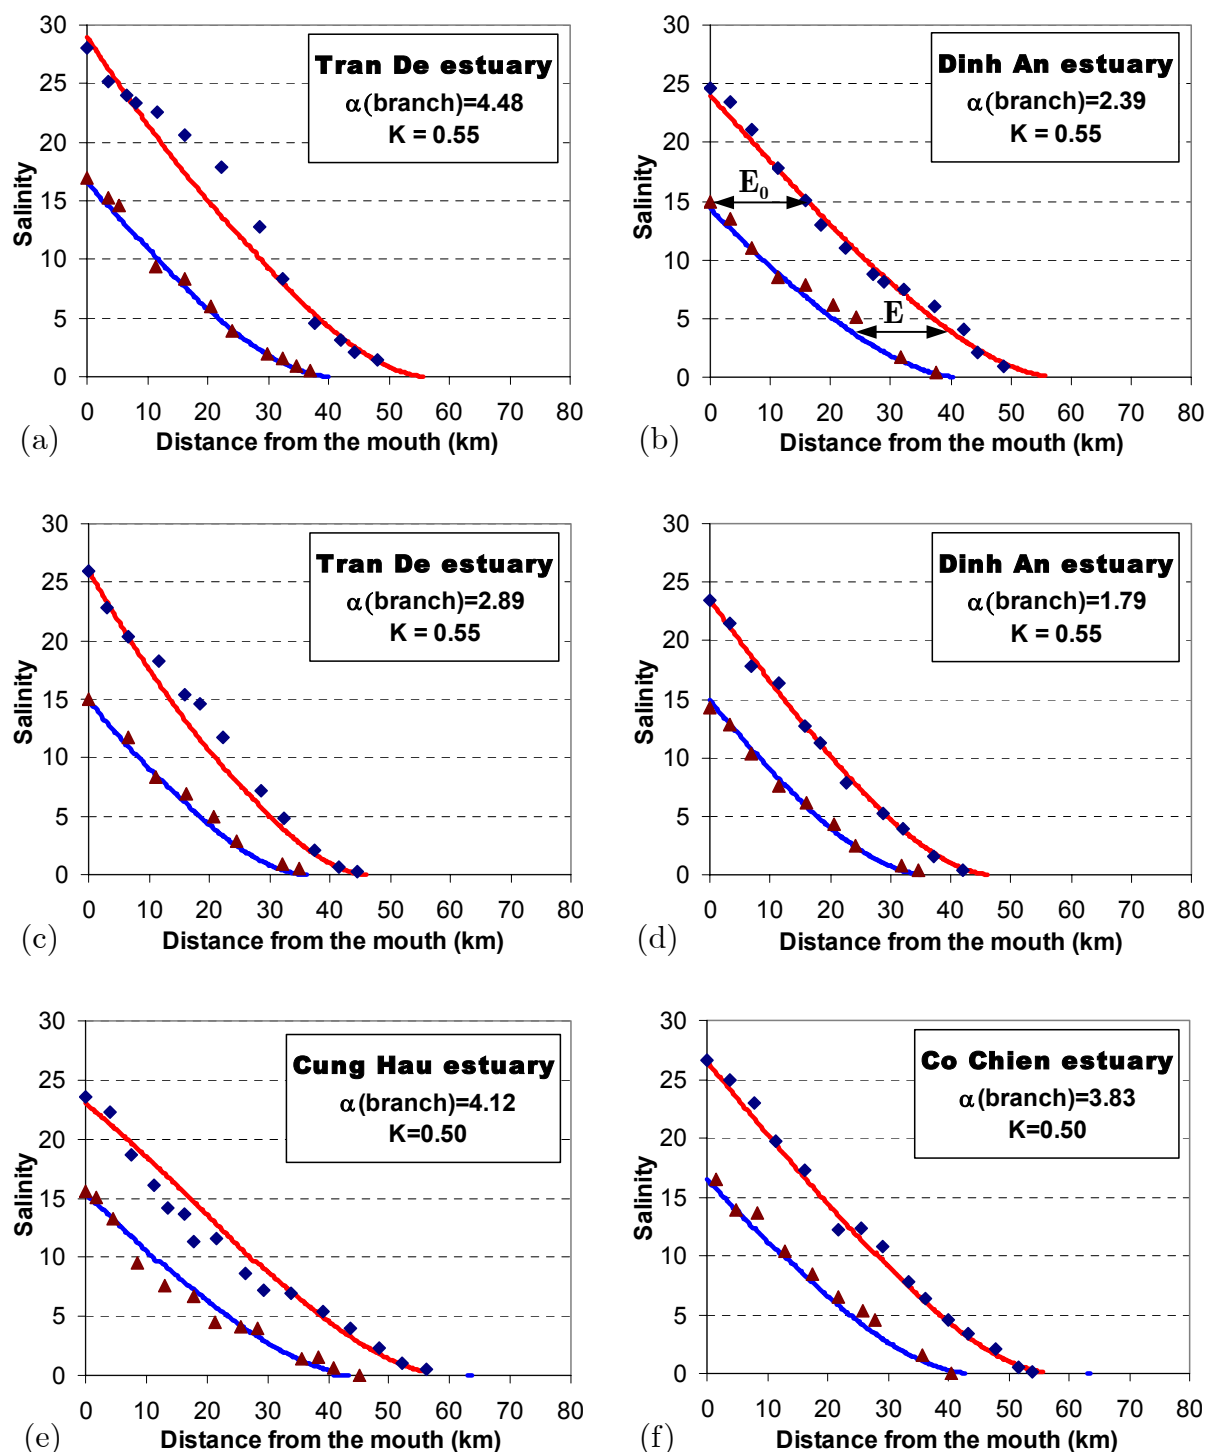 30
25
20
15
10
5
0
Salinity
Tran De estuary
α(branch)=4.48
K = 0.55
0 10 20 30 40 50 60 70 80
Distance from the mouth (km)
(a)
30
25
20
15
10
5
0
Salinity
Dinh An estuary
α(branch)=2.39
K = 0.55
E0
E
0 10 20 30 40 50 60 70 80
Distance from the mouth (km)
(b)
30
25
20
15
10
5
0
Salinity
Tran De estuary
α(branch)=2.89
K = 0.55
0 10 20 30 40 50 60 70 80
Distance from the mouth (km)
(c)
30
25
20
15
10
5
0
Salinity
Dinh An estuary
α(branch)=1.79
K = 0.55
0 10 20 30 40 50 60 70 80
Distance from the mouth (km)
(d)
30
25
20
15
10
5
0
Salinity
Cung Hau estuary
α(branch)=4.12
K=0.50
0 10 20 30 40 50 60 70 80
Distance from the mouth (km)
(e)
30
25
20
15
10
5
0
Salinity
Co Chien estuary
α(branch)=3.83
K=0.50
0 10 20 30 40 50 60 70 80
Distance from the mouth (km)
(f)